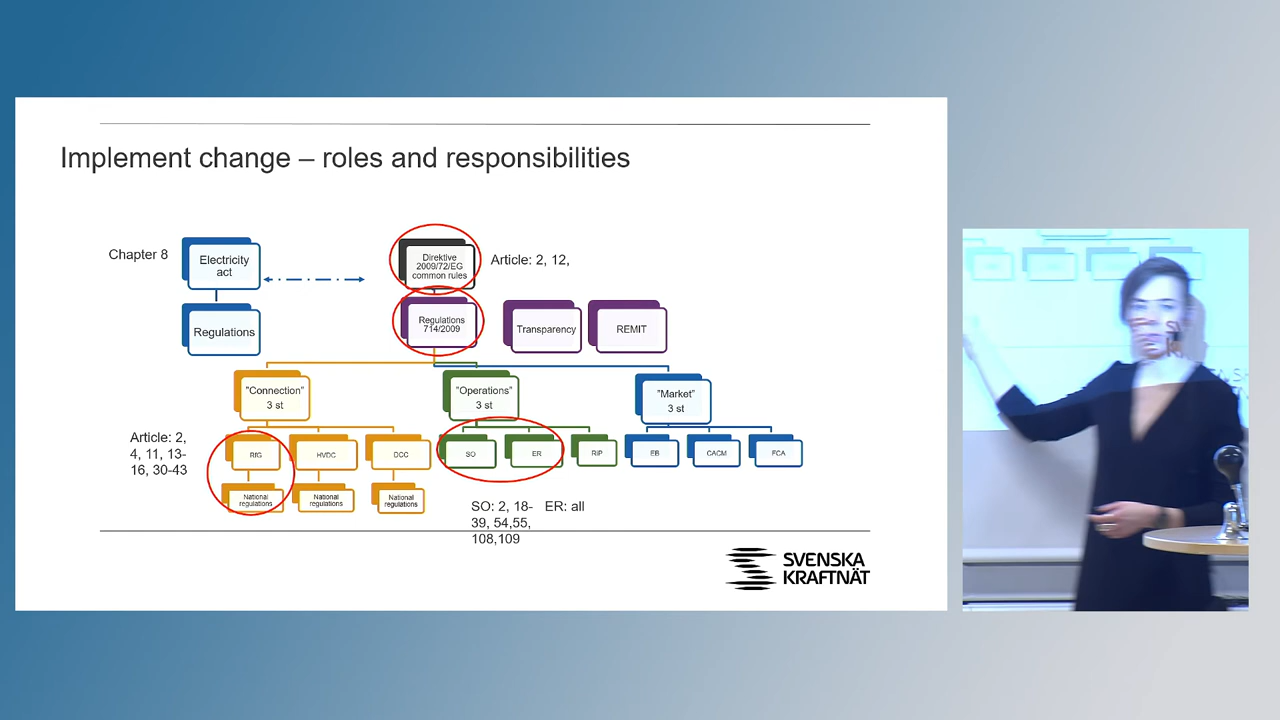 Implement change – roles and responsibilities
Chapter 8
Electricity
act
Direktive
2009/72/EG
common rules
Article: 2, 12,
Regulations
Regulations
714/2009
Transparency
REMIT
"Connection"
3 st
"Operations"
3 st
"Market"
3 st
Article: 2,
4, 11, 13-
16, 30-43
RfG
HVDC
DCC
SO
ER
RfP
EB
CACM
FCA
National
regulations
National
regulations
National
regulations
SO: 2, 18-
39, 54,55,
108,109
ER: all
SVENSKA
KRAFTNÄT